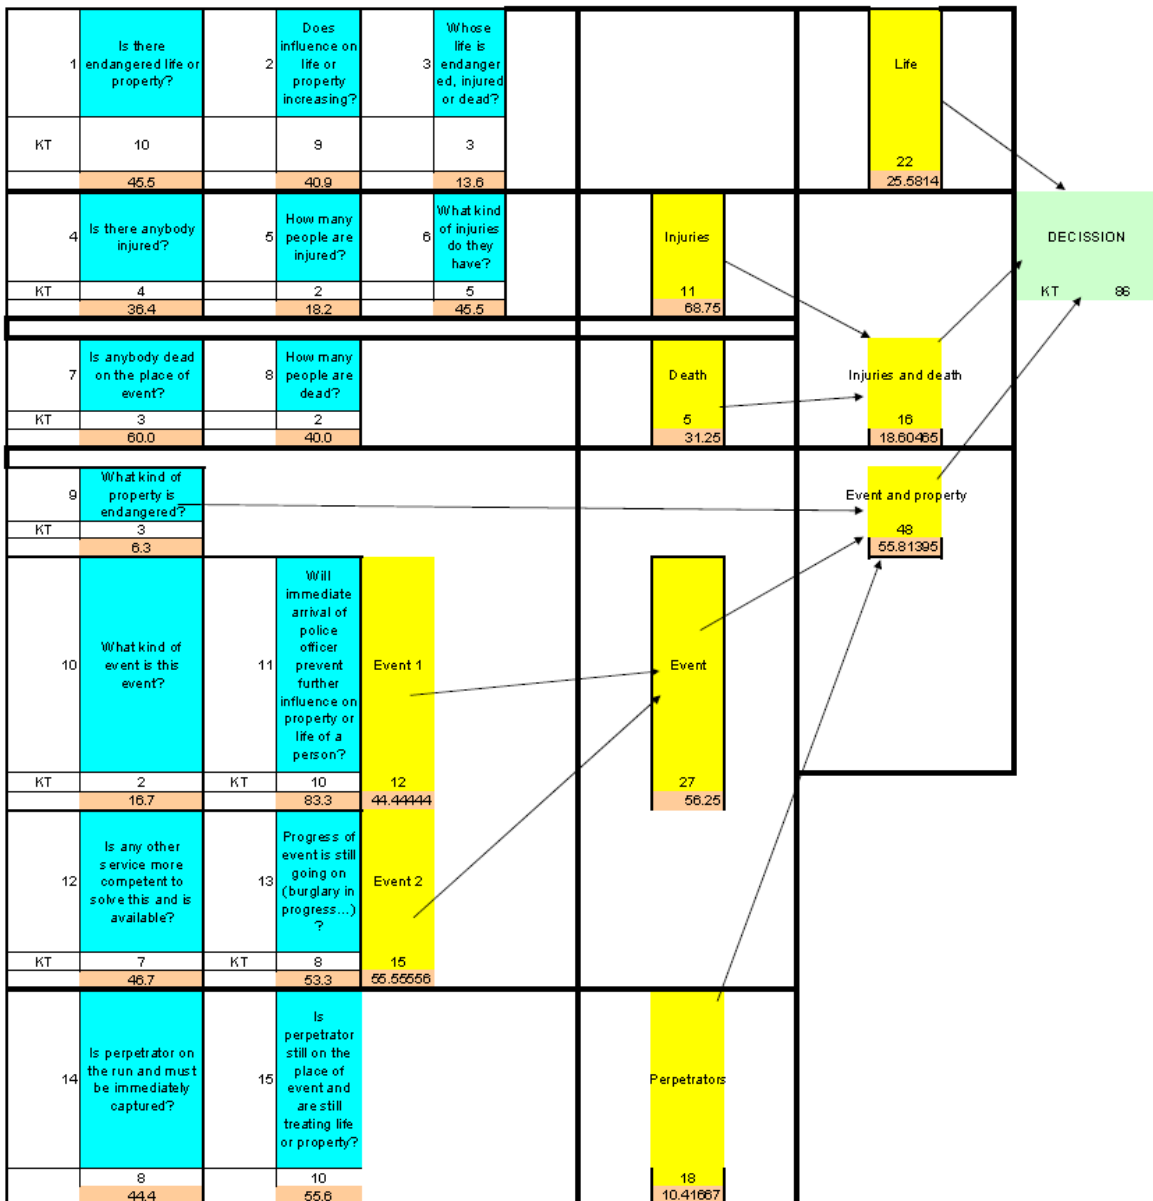 1
Is there
endangered life or
property?
2
Does
influence on
life or
property
increasing?
3
Whose
life is
endanger
ed, injured
or dead?
Life
KT
10
9
3
22
45.5
40.9
13.6
25.5814
4
Is there anybody
injured?
5
How many
people are
injured?
6
What kind
of injuries
do they
have?
Injuries
DECISSION
KT
4
2
5
11
KT
86
36.4
18.2
45.5
68.75
7
Is anybody dead
on the place of
event?
8
How many
people are
dead?
Death
Injuries and death
KT
3
2
5
16
60.0
40.0
31.25
18.60465
9
What kind of
property is
endangered?
Event and property
KT
3
48
6.3
55.81395
10
What kind of
event is this
event?
11
Will
immediate
arrival of
police
officer
prevent
further
influence on
property or
life of a
person?
Event 1
Event
KT
2
KT
10
12
27
16.7
83.3
44.44444
56.25
12
Is any other
service more
competent to
solve this and is
available?
13
Progress of
event is still
going on
(burglary in
progress...)
?
Event 2
KT
7
KT
8
15
46.7
53.3
55.55556
14
Is perpetrator on
the run and must
be immediately
captured?
15
Is
perpetrator
still on the
place of
event and
are still
treating life
or property?
Perpetrators
8
10
18
44.4
55.6
10.41667